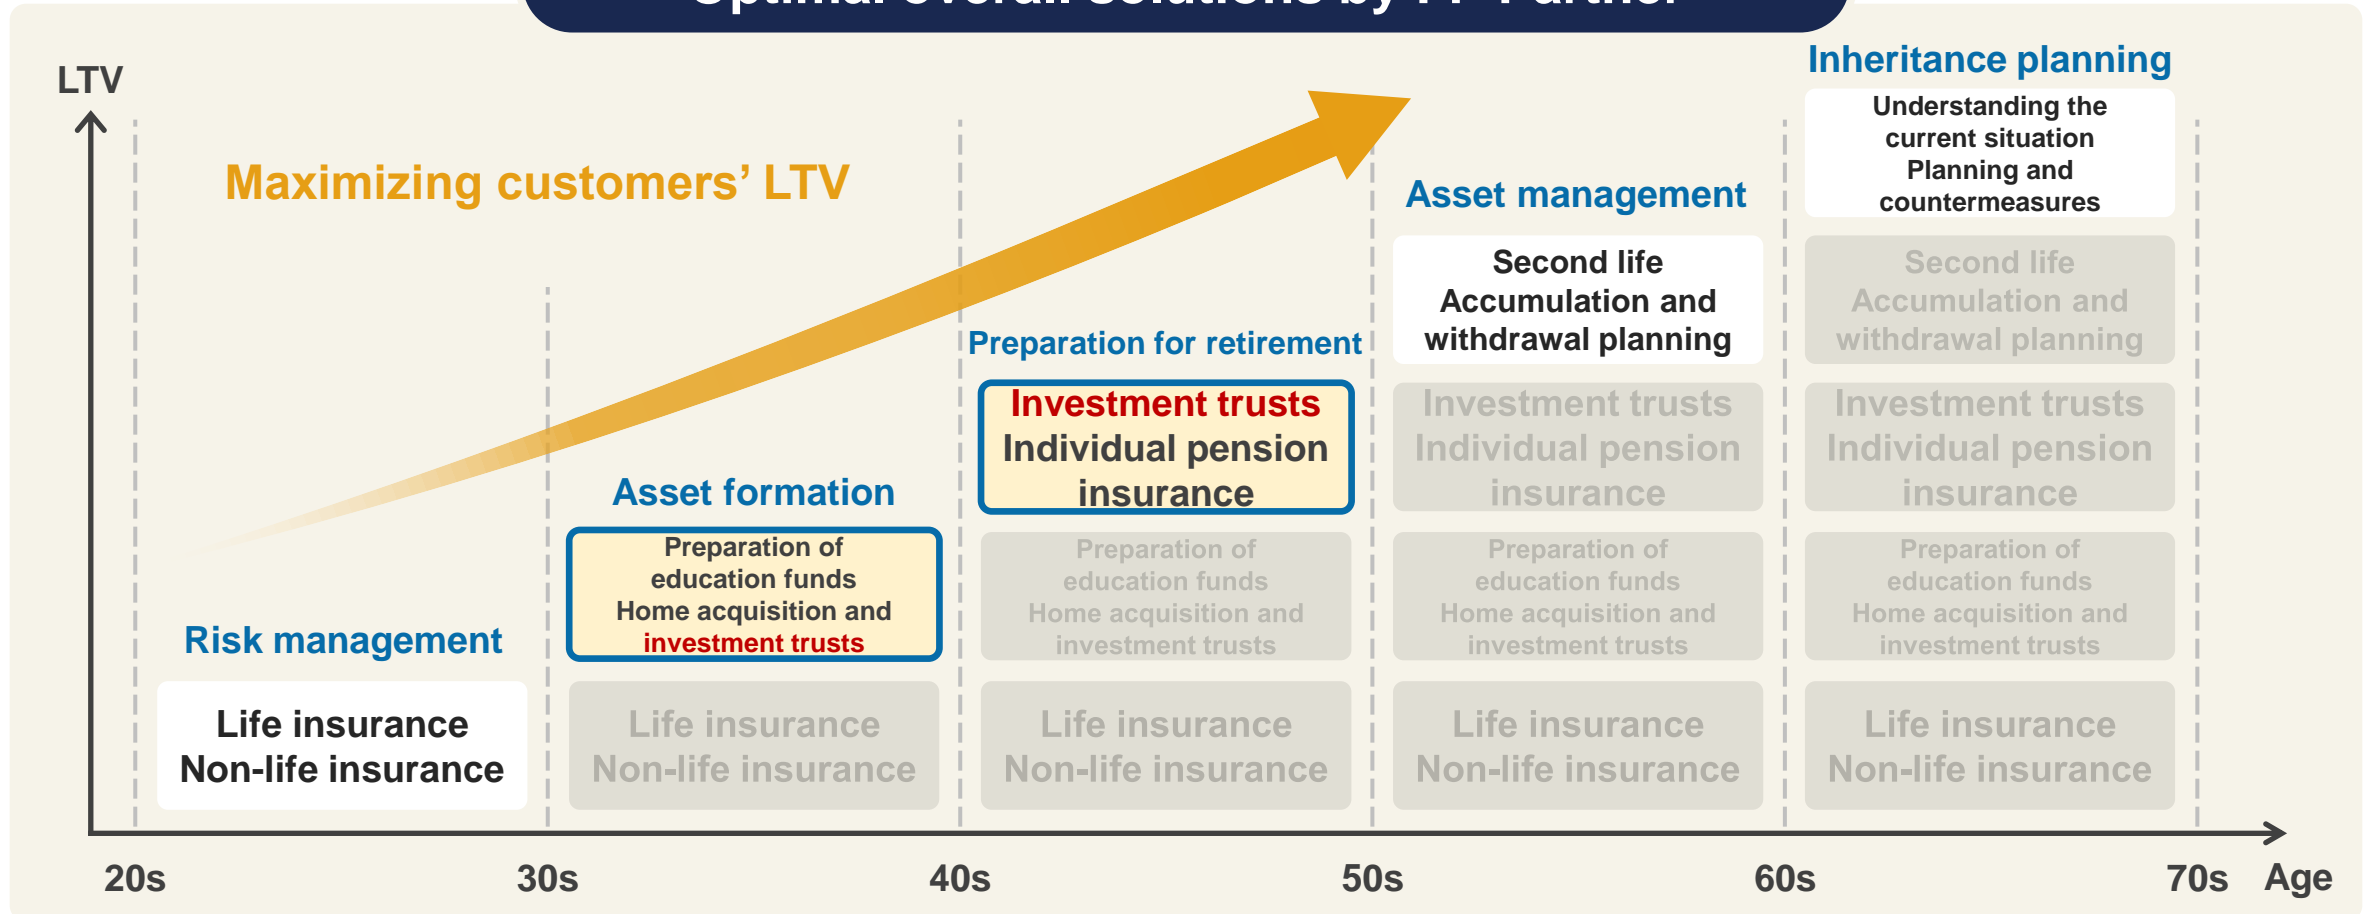 Optimal overall solutions by FP Partner
LTV
Maximizing customers’ LTV
Risk management
Life insurance
Non-life insurance
Asset formation
Preparation of
education funds
Home acquisition and
investment trusts
Life insurance
Non-life insurance
Preparation for retirement
Investment trusts
Individual pension
insurance
Preparation of
education funds
Home acquisition and
investment trusts
Life insurance
Non-life insurance
Asset management
Second life
Accumulation and
withdrawal planning
Investment trusts
Individual pension
insurance
Preparation of
education funds
Home acquisition and
investment trusts
Life insurance
Non-life insurance
Inheritance planning
Understanding the
current situation
Planning and
countermeasures
Second life
Accumulation and
withdrawal planning
Investment trusts
Individual pension
insurance
Preparation of
education funds
Home acquisition and
investment trusts
Life insurance
Non-life insurance
20s
30s
40s
50s
60s
70s
Age